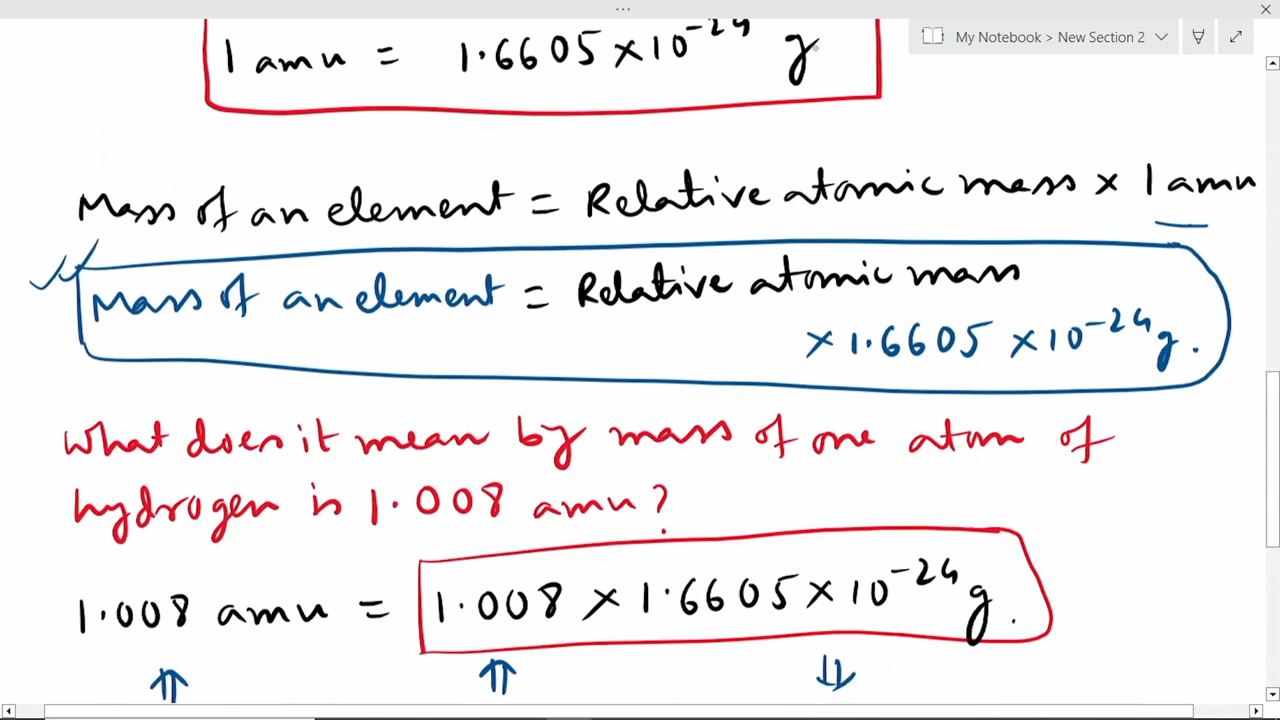 My Notebook > New Section 2
1 amu = 1.6605 × 10⁻²⁴ g
Mass of an element = Relative atomic mass × 1 amu
Mass of an element = Relative atomic mass
× 1.6605 × 10⁻²⁴ g.
What does it mean by mass of one atom of
hydrogen is 1.008 amu?
1.008 amu = 1.008 × 1.6605 × 10⁻²⁴ g.